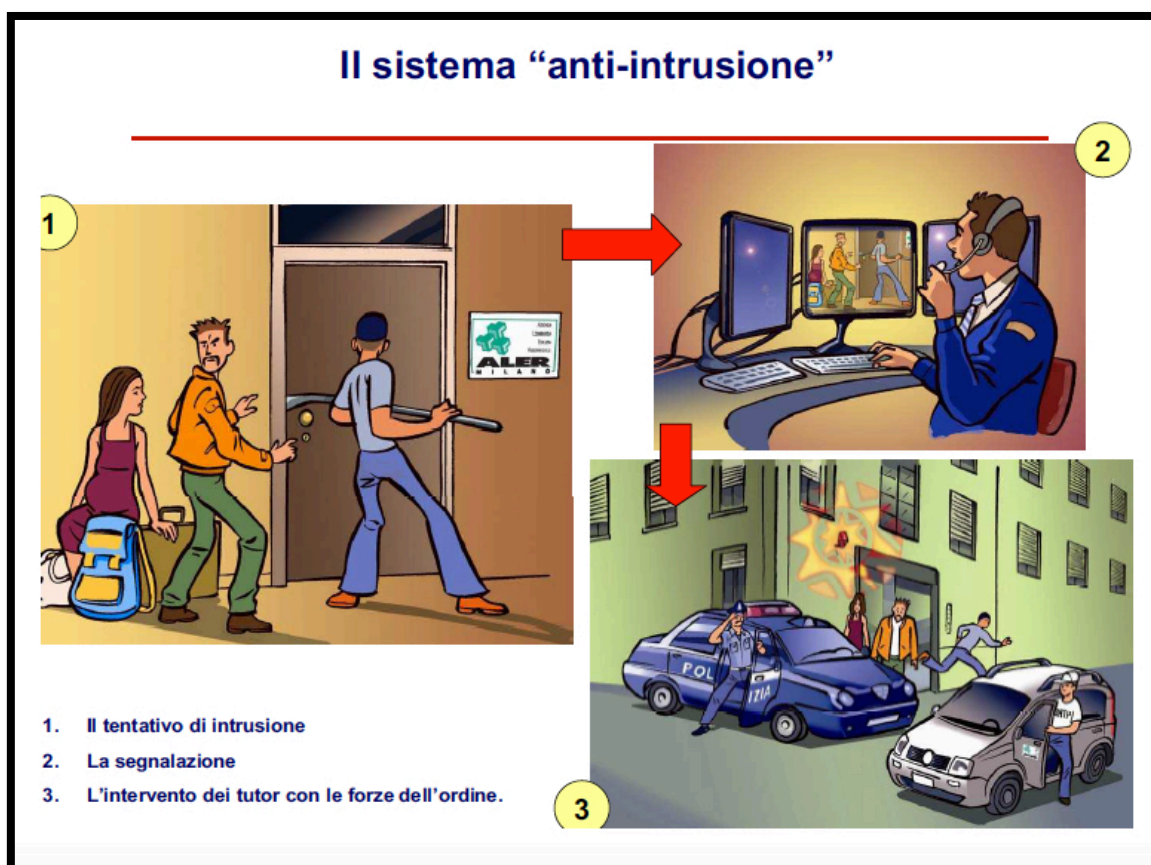 Il sistema “anti-intrusione”
1
2
ALER
MILANO
POLIZIA
3
1. Il tentativo di intrusione
2. La segnalazione
3. L’intervento dei tutor con le forze dell’ordine.